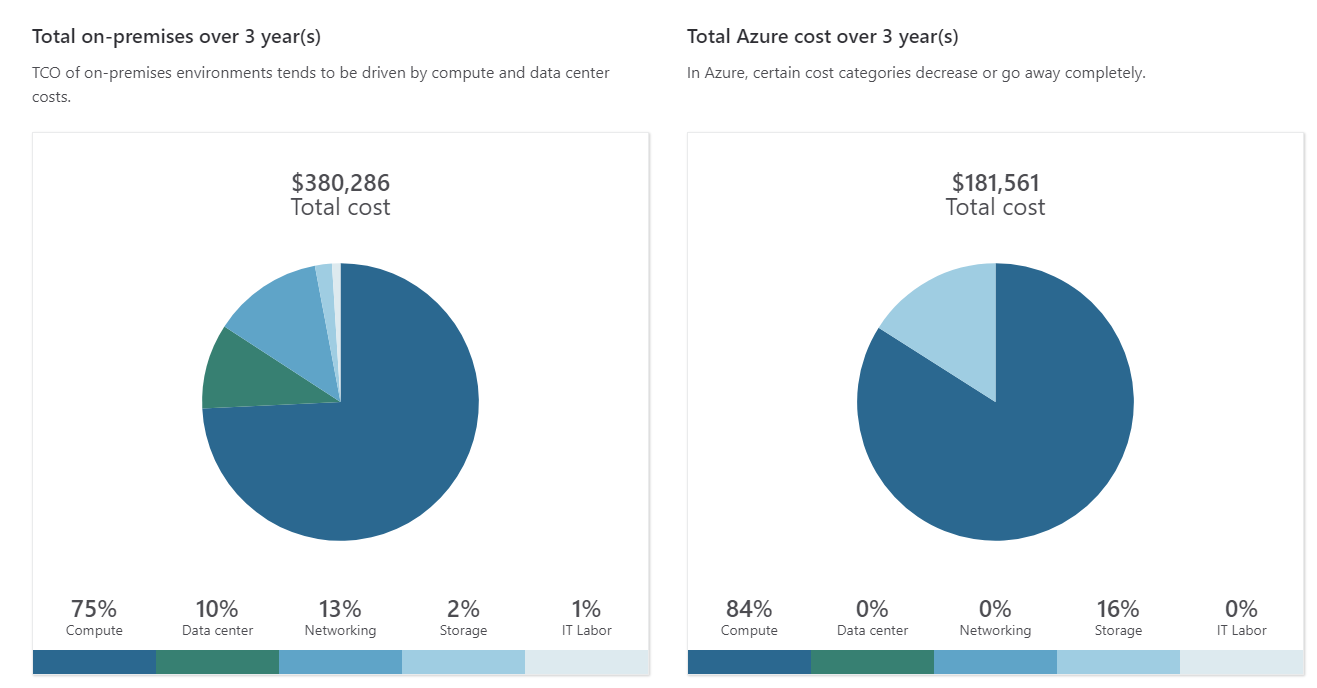 Total on-premises over 3 year(s)
TCO of on-premises environments tends to be driven by compute and data center
costs.
$380,286
Total cost
75%
Compute
10%
Data center
13%
Networking
2%
Storage
1%
IT Labor
Total Azure cost over 3 year(s)
In Azure, certain cost categories decrease or go away completely.
$181,561
Total cost
84%
Compute
0%
Data center
0%
Networking
16%
Storage
0%
IT Labor